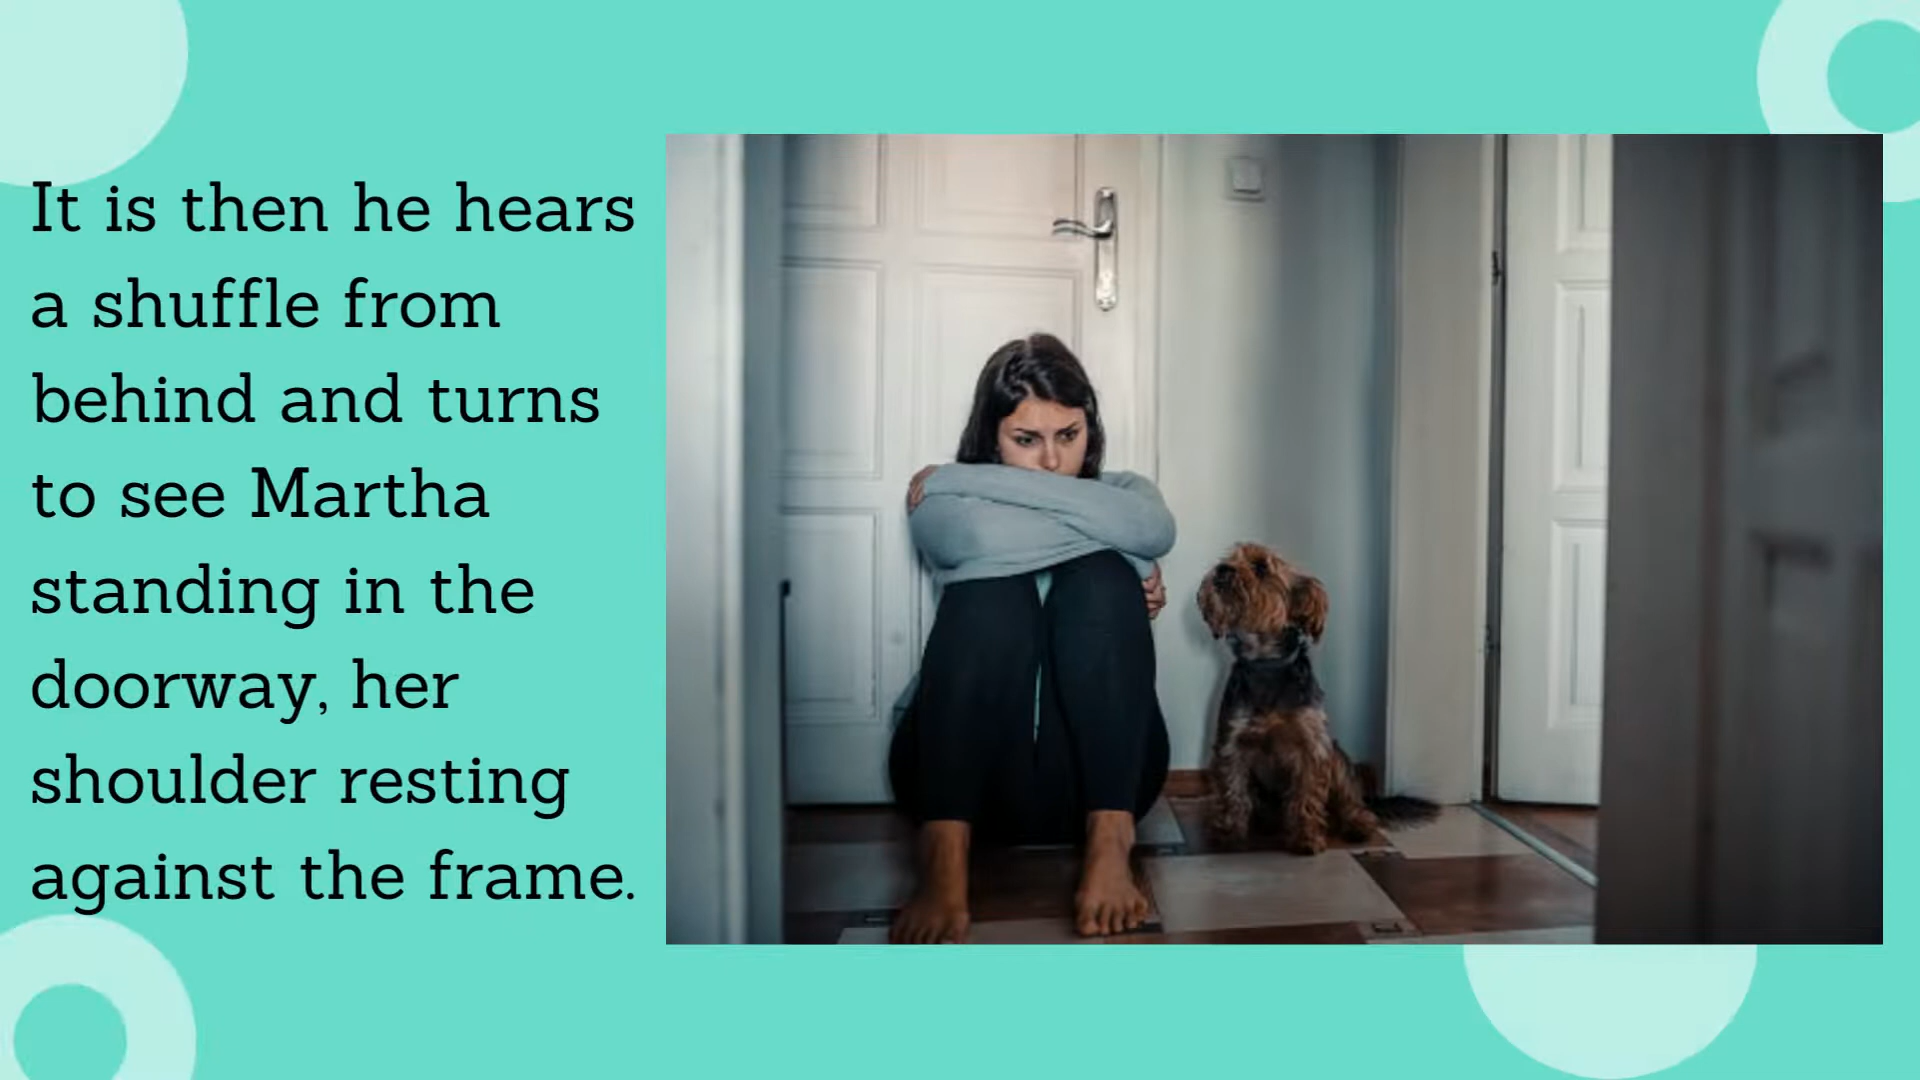 It is then he hears
a shuffle from
behind and turns
to see Martha
standing in the
doorway, her
shoulder resting
against the frame.